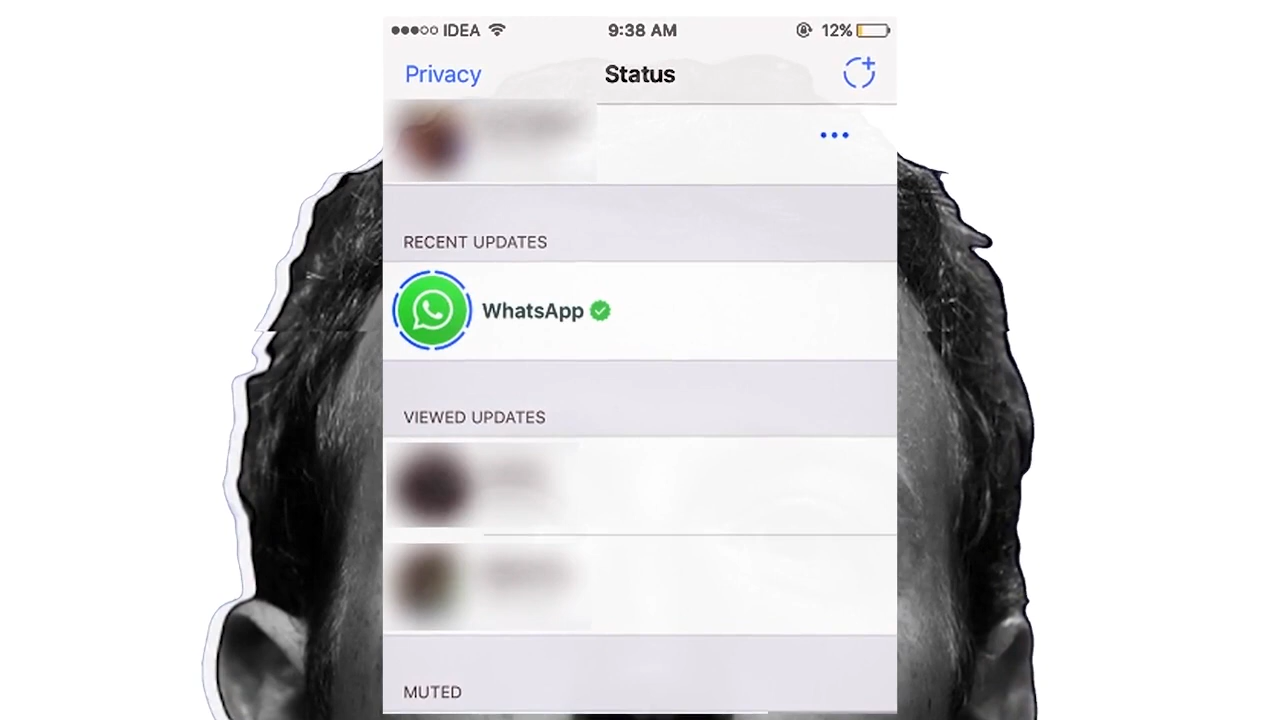 IDEA 9:38 AM 12%
Privacy Status
RECENT UPDATES
WhatsApp
VIEWED UPDATES
MUTED